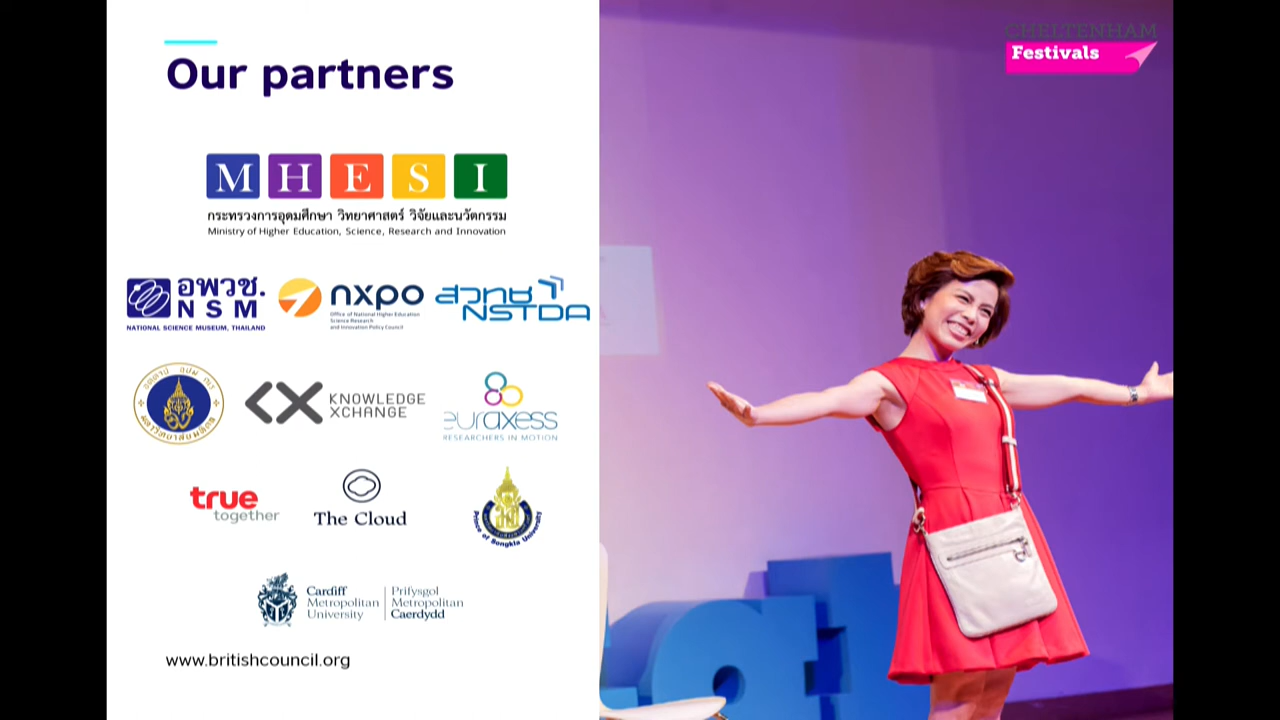 Our partners
CHELTENHAM
Festivals
M H E S I
กระทรวงการอุดมศึกษา วิทยาศาสตร์ วิจัยและนวัตกรรม
Ministry of Higher Education, Science, Research and Innovation
อพวช.
NSM
NATIONAL SCIENCE MUSEUM, THAILAND
nxpo
Office of National Higher Education
Science Research
and Innovation Policy Council
สวทช
NSTDA
KNOWLEDGE
XCHANGE
euraxess
RESEARCHERS IN MOTION
true
together
The Cloud
Prince of Songkla University
Cardiff
Metropolitan
University
Prifysgol
Metropolitan
Caerdydd
www.britishcouncil.org